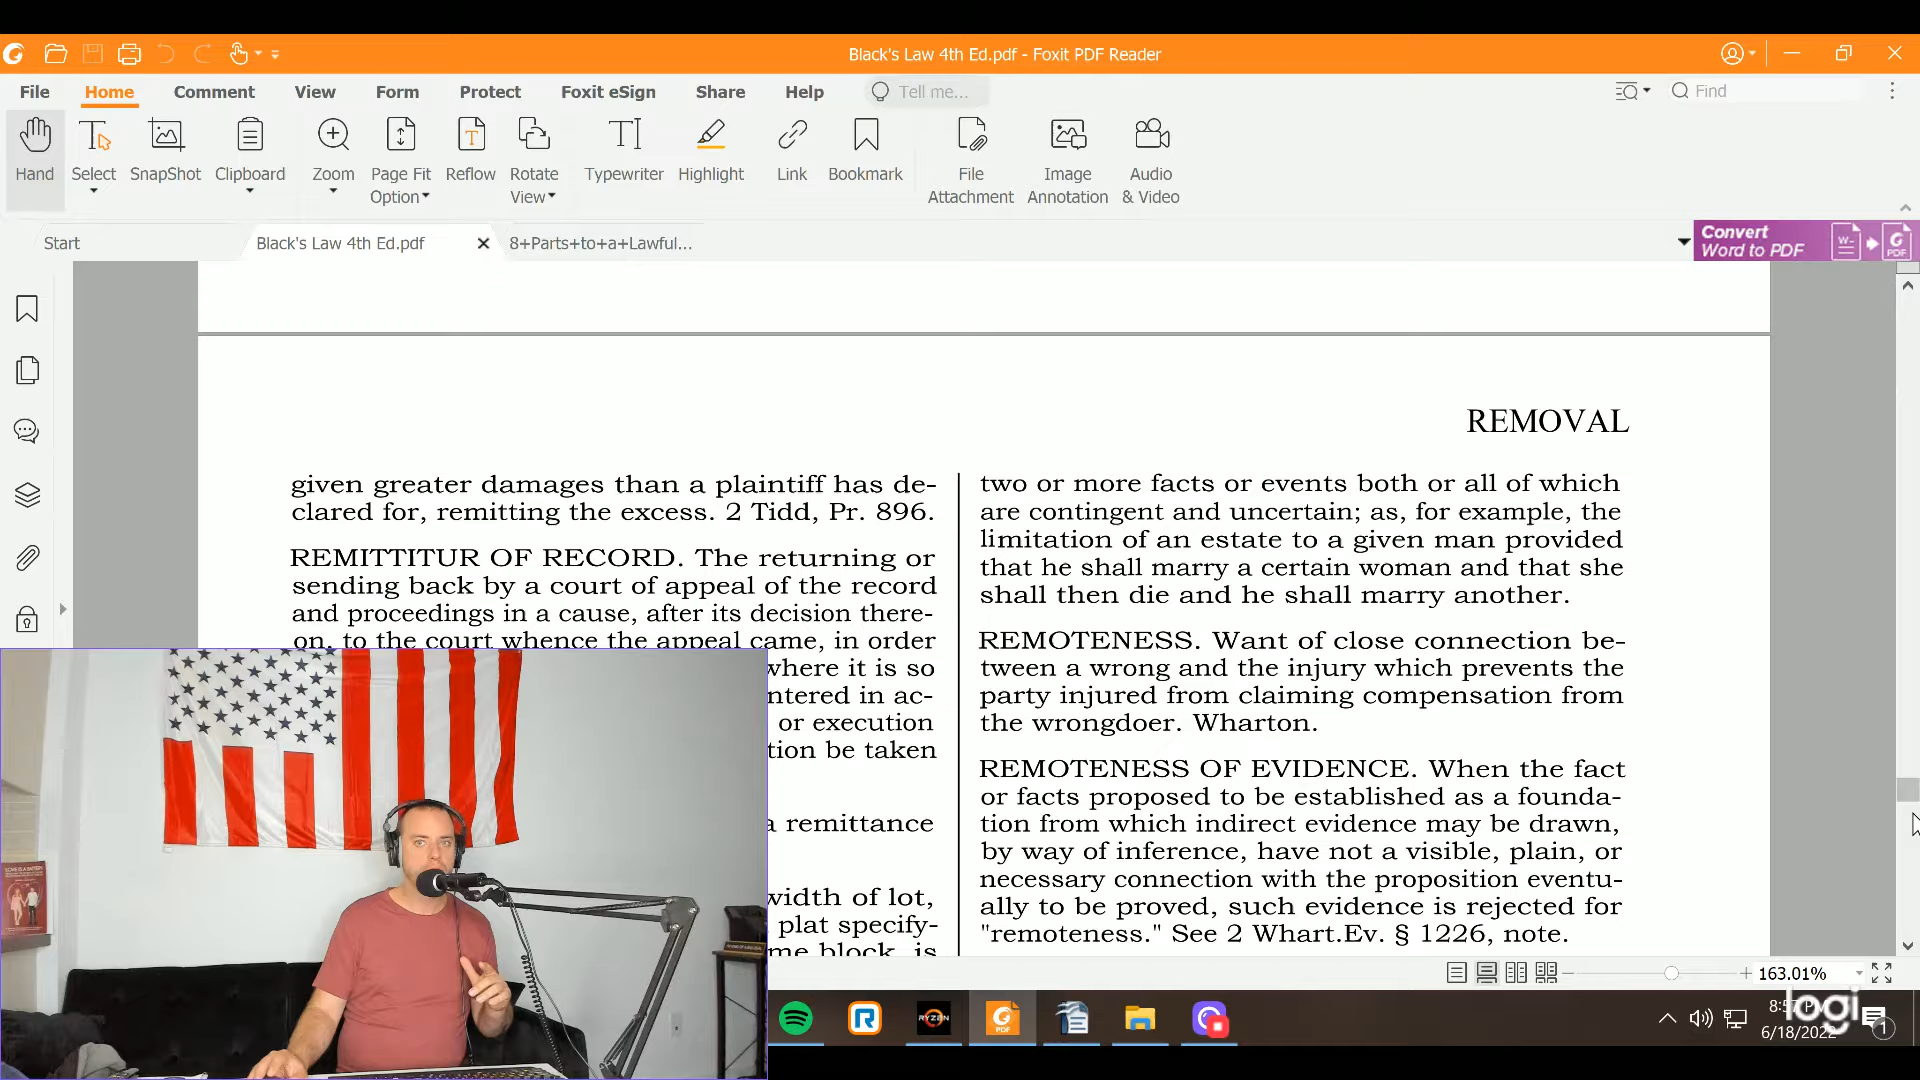 Black's Law 4th Ed.pdf - Foxit PDF Reader
File Home Comment View Form Protect Foxit eSign Share Help Tell me... Find
Hand Select SnapShot Clipboard Zoom Page Fit Option Reflow Rotate View Typewriter Highlight Link Bookmark File Attachment Image Annotation Audio & Video
Start Black's Law 4th Ed.pdf 8+Parts+to+a+Lawful...
Convert
Word to PDF
REMOVAL
given greater damages than a plaintiff has de-
clared for, remitting the excess. 2 Tidd, Pr. 896.
REMITTITUR OF RECORD. The returning or
sending back by a court of appeal of the record
and proceedings in a cause, after its decision there-
on, to the court whence the appeal came, in order
where it is so
ntered in ac-
or execution
tion be taken
a remittance
width of lot,
plat specify-
me block, is
two or more facts or events both or all of which
are contingent and uncertain; as, for example, the
limitation of an estate to a given man provided
that he shall marry a certain woman and that she
shall then die and he shall marry another.
REMOTENESS. Want of close connection be-
tween a wrong and the injury which prevents the
party injured from claiming compensation from
the wrongdoer. Wharton.
REMOTENESS OF EVIDENCE. When the fact
or facts proposed to be established as a founda-
tion from which indirect evidence may be drawn,
by way of inference, have not a visible, plain, or
necessary connection with the proposition eventu-
ally to be proved, such evidence is rejected for
"remoteness." See 2 Whart.Ev. § 1226, note.
163.01%
RYZEN
PDF
6/18/2022
logi
1